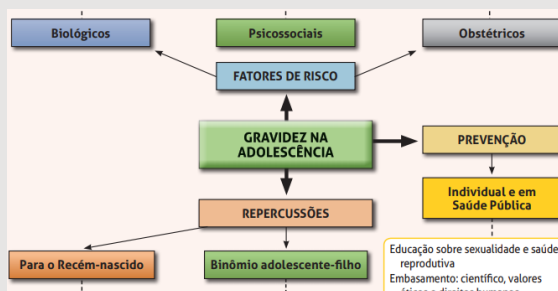 Biológicos
Psicossociais
Obstétricos
FATORES DE RISCO
GRAVIDEZ NA
ADOLESCÊNCIA
PREVENÇÃO
Individual e em
Saúde Pública
REPERCUSSÕES
Para o Recém-nascido
Binômio adolescente-filho
Educação sobre sexualidade e saúde
reprodutiva
Embasamento: científico, valores